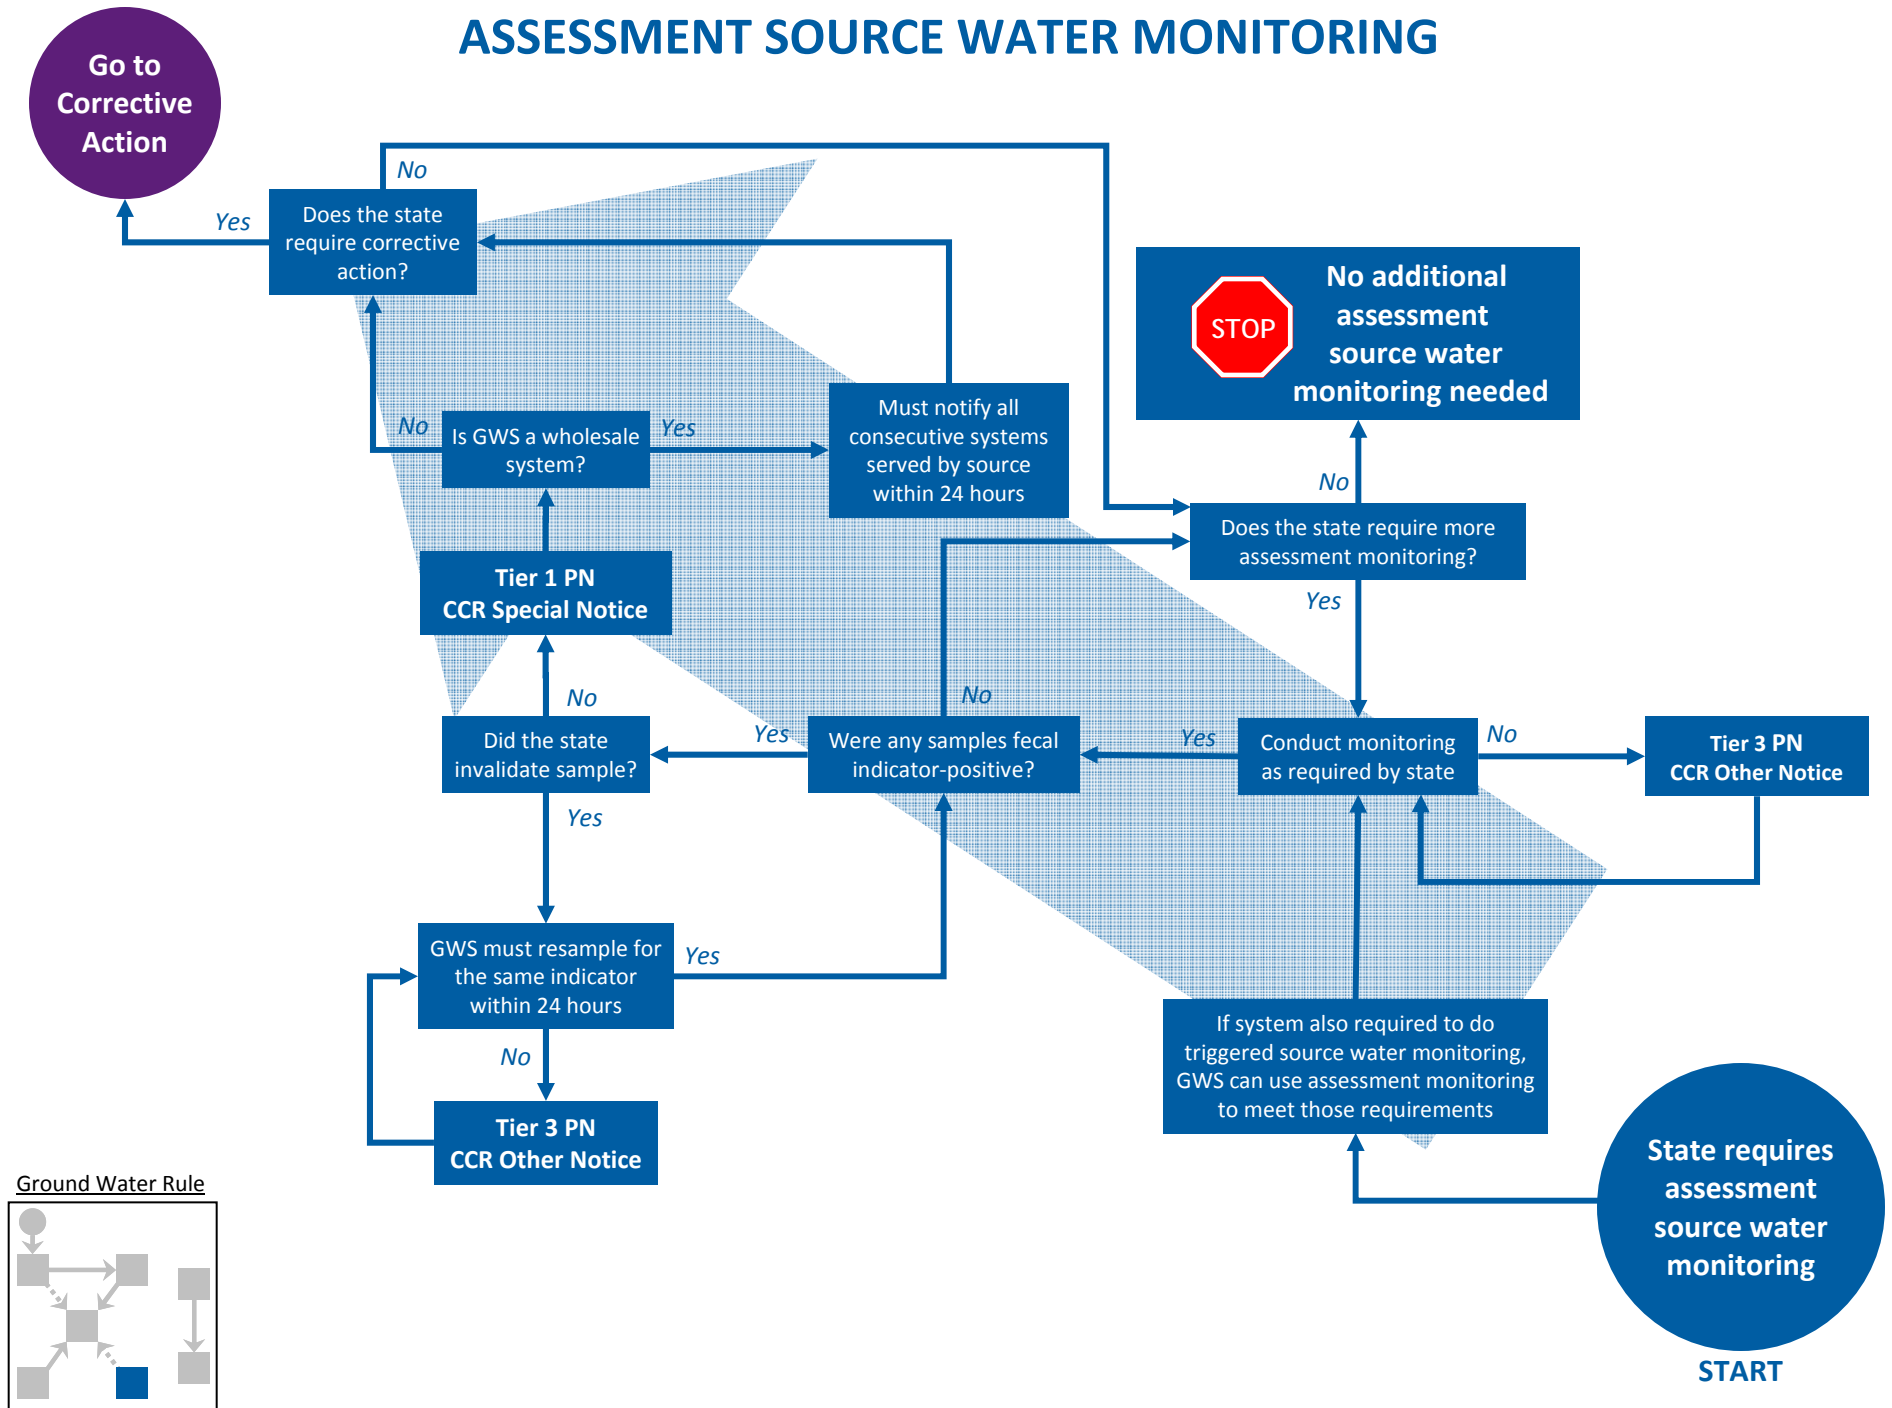 ASSESSMENT SOURCE WATER MONITORING
Go to
Corrective
Action
No
Yes
Does the state
require corrective
action?
STOP
No additional
assessment
source water
monitoring needed
No
Is GWS a wholesale
system?
Yes
Must notify all
consecutive systems
served by source
within 24 hours
No
Does the state require more
assessment monitoring?
Yes
Tier 1 PN
CCR Special Notice
No
No
Did the state
invalidate sample?
Yes
Were any samples fecal
indicator-positive?
Yes
Conduct monitoring
as required by state
No
Tier 3 PN
CCR Other Notice
Yes
GWS must resample for
the same indicator
within 24 hours
Yes
No
Tier 3 PN
CCR Other Notice
If system also required to do
triggered source water monitoring,
GWS can use assessment monitoring
to meet those requirements
State requires
assessment
source water
monitoring
START
Ground Water Rule